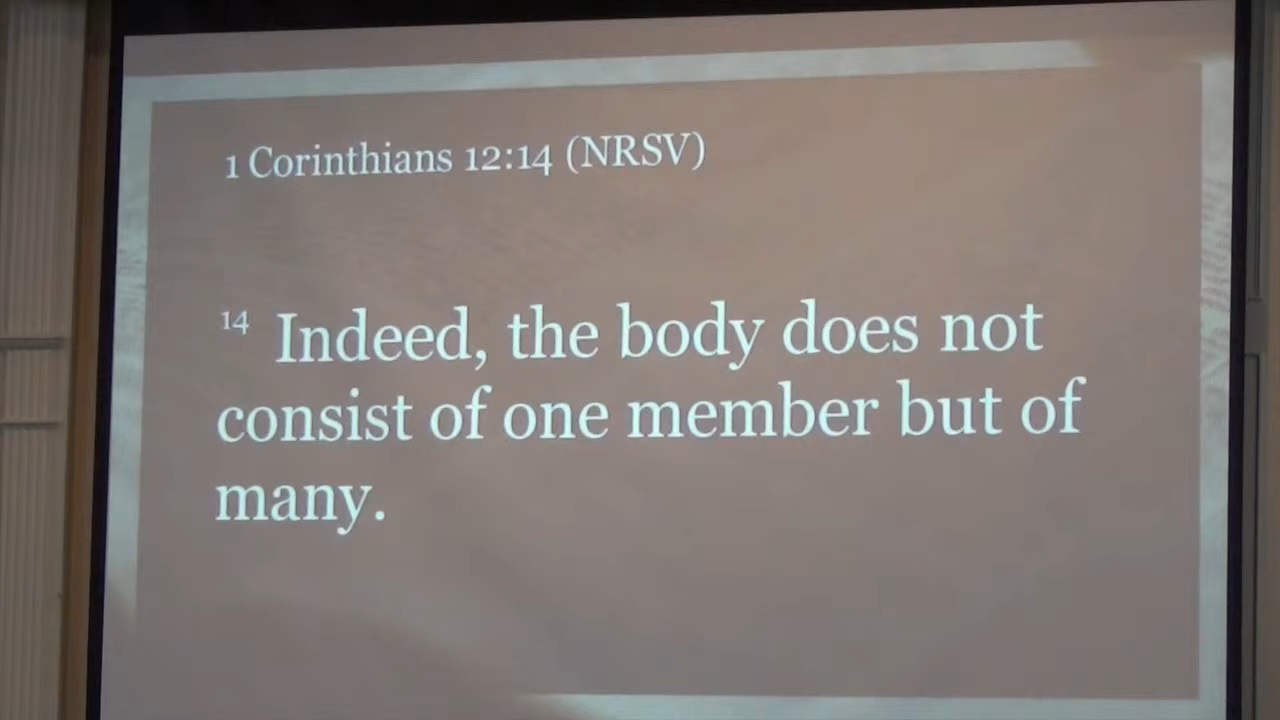 1 Corinthians 12:14 (NRSV)
14 Indeed, the body does not
consist of one member but of
many.